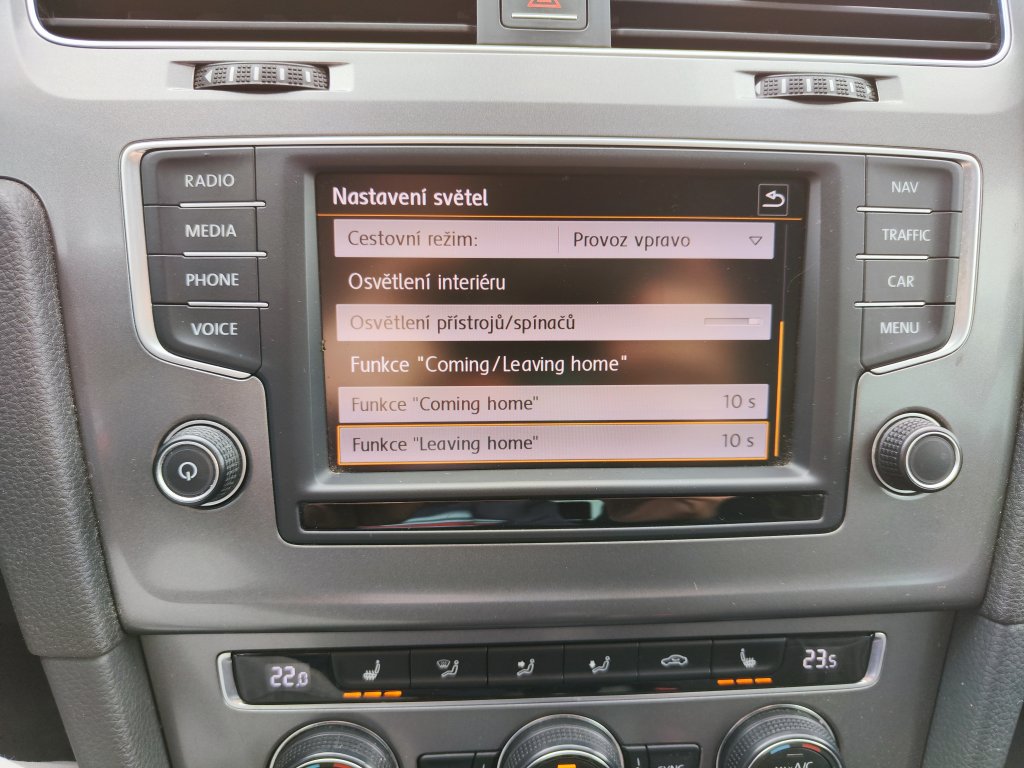 RADIO
MEDIA
PHONE
VOICE
NAV
TRAFFIC
CAR
MENU
Nastavení světel
Cestovní režim: Provoz vpravo
Osvětlení interiéru
Osvětlení přístrojů/spínačů
Funkce "Coming/Leaving home"
Funkce "Coming home" 10 s
Funkce "Leaving home" 10 s
22,0
23,5